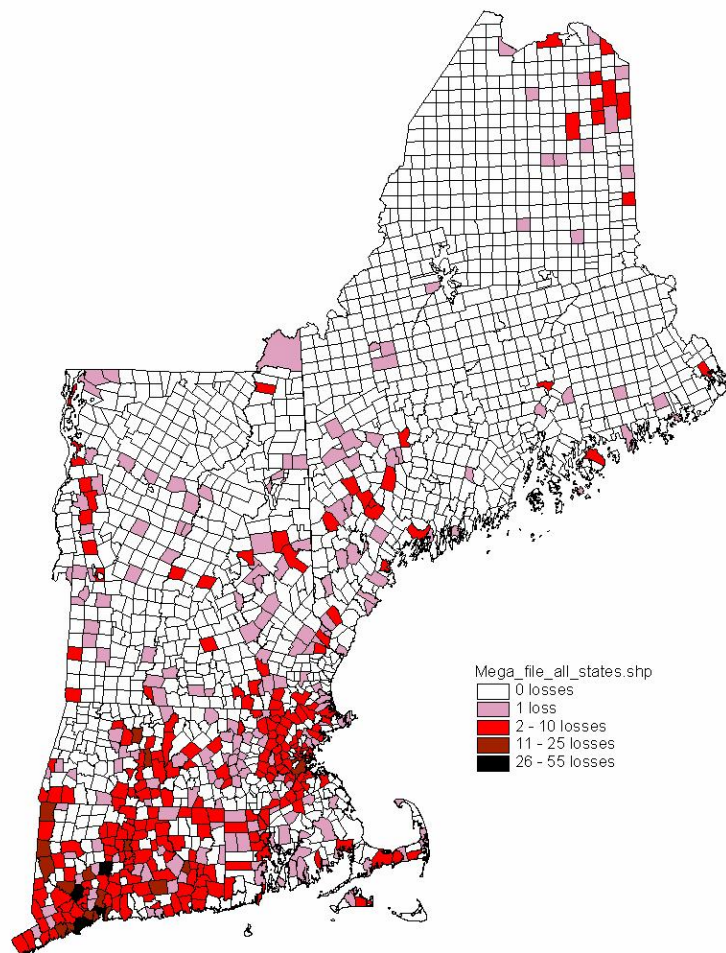 Mega_file_all_states.shp
0 losses
1 loss
2 - 10 losses
11 - 25 losses
26 - 55 losses